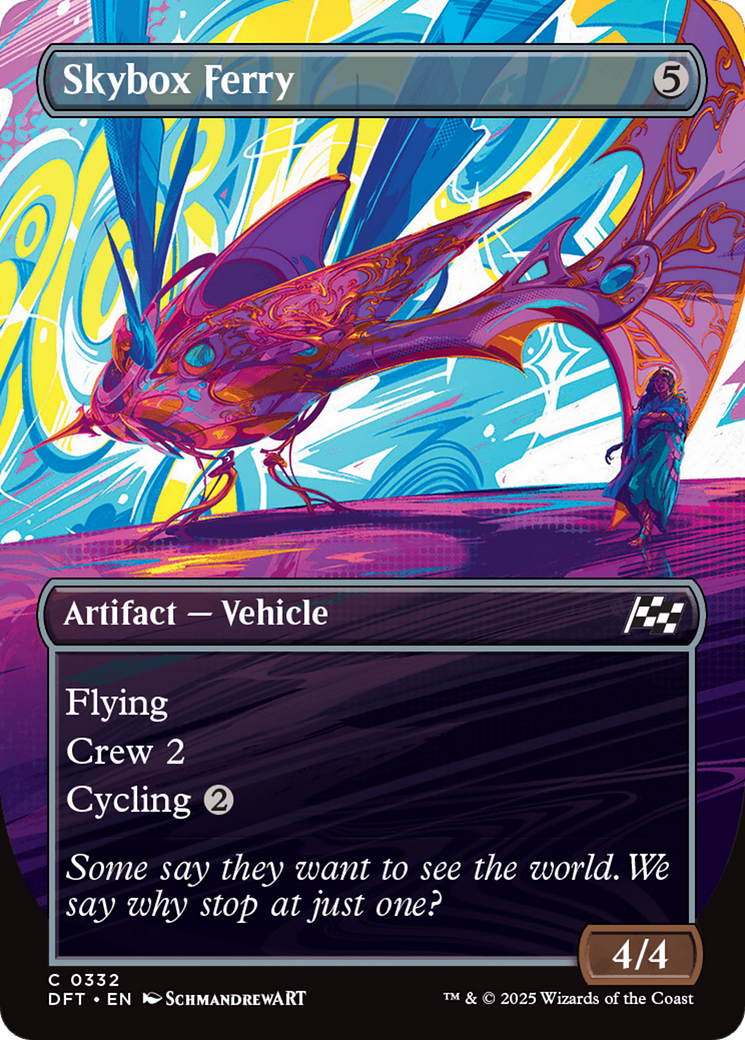 Skybox Ferry 5
Artifact — Vehicle
Flying
Crew 2
Cycling 2
Some say they want to see the world. We
say why stop at just one?
4/4
C 0332
DFT • EN SchmandrewART
™ & © 2025 Wizards of the Coast